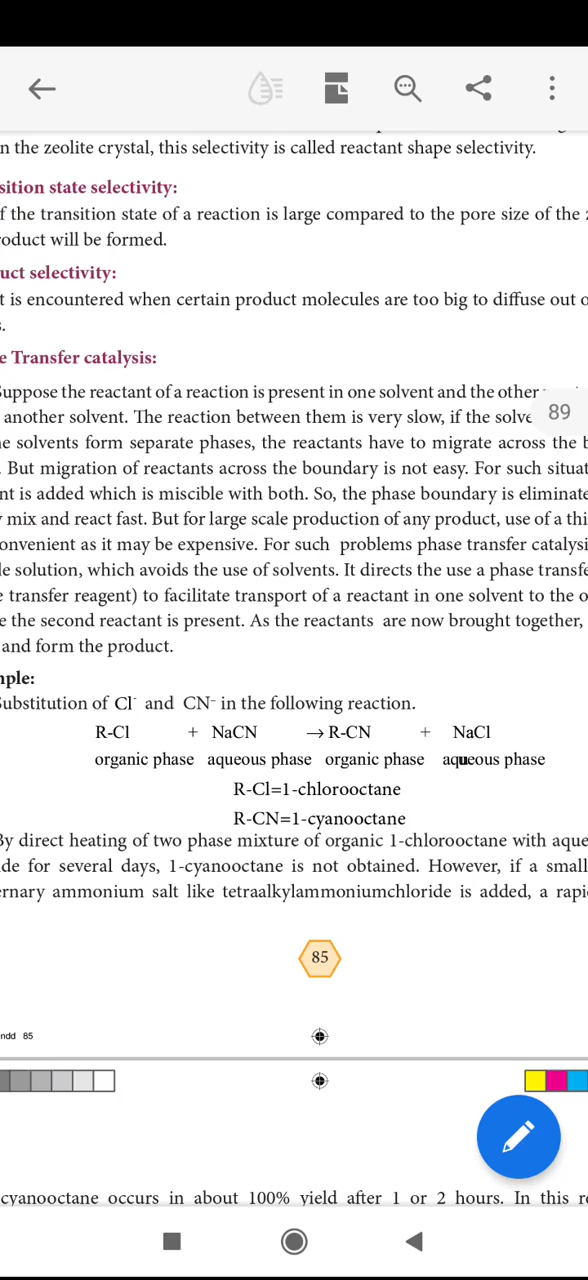 n the zeolite crystal, this selectivity is called reactant shape selectivity.
sition state selectivity:
f the transition state of a reaction is large compared to the pore size of the
roduct will be formed.
uct selectivity:
t is encountered when certain product molecules are too big to diffuse out o
s.
e Transfer catalysis:
Suppose the reactant of a reaction is present in one solvent and the other
another solvent. The reaction between them is very slow, if the solve
89
e solvents form separate phases, the reactants have to migrate across the b
. But migration of reactants across the boundary is not easy. For such situat
nt is added which is miscible with both. So, the phase boundary is eliminate
y mix and react fast. But for large scale production of any product, use of a thi
onvenient as it may be expensive. For such problems phase transfer catalysi
le solution, which avoids the use of solvents. It directs the use a phase transfe
e transfer reagent) to facilitate transport of a reactant in one solvent to the o
e the second reactant is present. As the reactants are now brought together,
and form the product.
mple:
Substitution of Cl⁻ and CN⁻ in the following reaction.
R-Cl + NaCN → R-CN + NaCl
organic phase aqueous phase organic phase aqueous phase
R-Cl=1-chlorooctane
R-CN=1-cyanooctane
By direct heating of two phase mixture of organic 1-chlorooctane with aque
ide for several days, 1-cyanooctane is not obtained. However, if a small
ernary ammonium salt like tetraalkylammoniumchloride is added, a rapi
85
ndd 85
cyanooctane occurs in about 100% yield after 1 or 2 hours. In this re